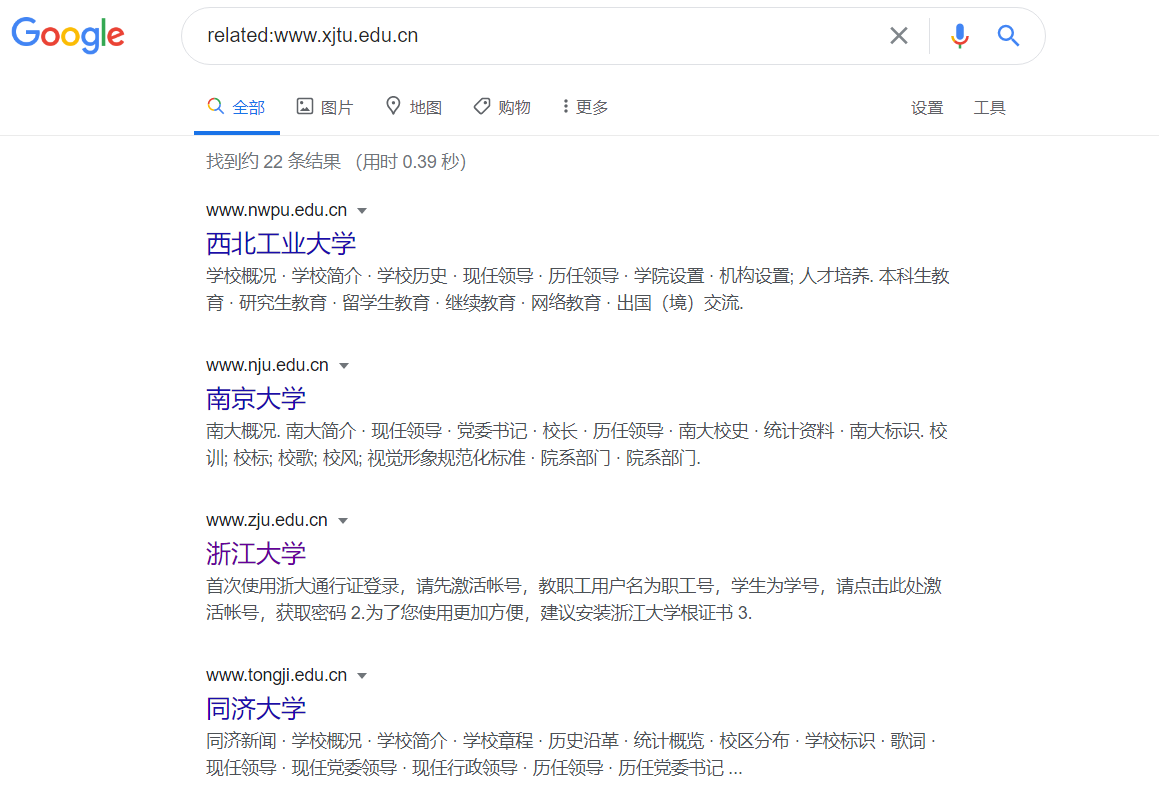 Google
related:www.xjtu.edu.cn
全部 图片 地图 购物 更多 设置 工具
找到约 22 条结果 （用时 0.39 秒）
www.nwpu.edu.cn
西北工业大学
学校概况 · 学校简介 · 学校历史 · 现任领导 · 历任领导 · 学院设置 · 机构设置; 人才培养. 本科生教
育 · 研究生教育 · 留学生教育 · 继续教育 · 网络教育 · 出国（境）交流.
www.nju.edu.cn
南京大学
南大概况. 南大简介 · 现任领导 · 党委书记 · 校长 · 历任领导 · 南大校史 · 统计资料 · 南大标识. 校
训; 校标; 校歌; 校风; 视觉形象规范化标准 · 院系部门 · 院系部门.
www.zju.edu.cn
浙江大学
首次使用浙大通行证登录，请先激活帐号，教职工用户名为职工号，学生为学号，请点击此处激
活帐号，获取密码 2.为了您使用更加方便，建议安装浙江大学根证书 3.
www.tongji.edu.cn
同济大学
同济新闻 · 学校概况 · 学校简介 · 学校章程 · 历史沿革 · 统计概览 · 校区分布 · 学校标识 · 歌词 ·
现任领导 · 现任党委领导 · 现任行政领导 · 历任领导 · 历任党委书记 ...